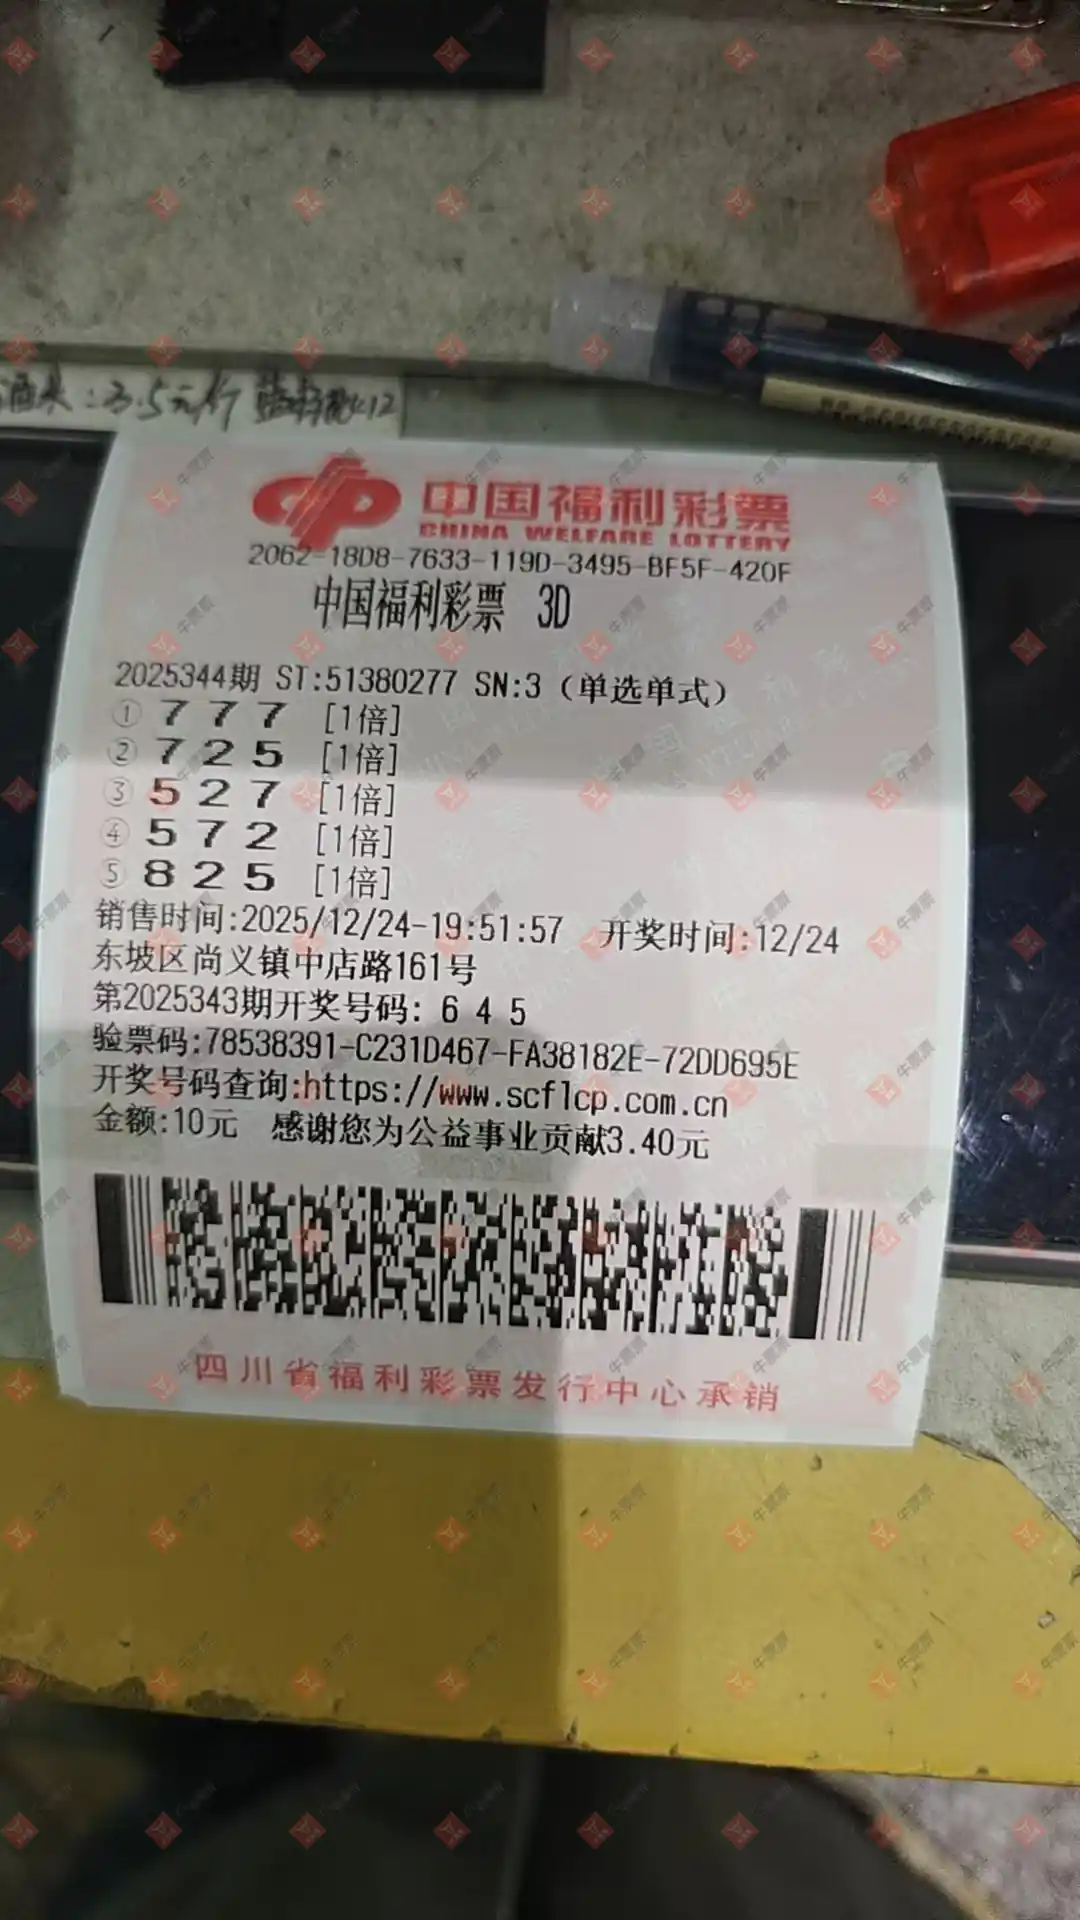 中国福利彩票
CHINA WELFARE LOTTERY
2062-18D8-7633-119D-3495-BF5F-420F
中国福利彩票 3D
2025344期 ST:51380277 SN:3（单选单式）
① 7 7 7 [1倍]
② 7 2 5 [1倍]
③ 5 2 7 [1倍]
④ 5 7 2 [1倍]
⑤ 8 2 5 [1倍]
销售时间:2025/12/24-19:51:57 开奖时间:12/24
东坡区尚义镇中店路161号
第2025343期开奖号码: 6 4 5
验票码:78538391-C231D467-FA38182E-72DD695E
开奖号码查询:https://www.scflcp.com.cn
金额:10元 感谢您为公益事业贡献3.40元
四川省福利彩票发行中心承销